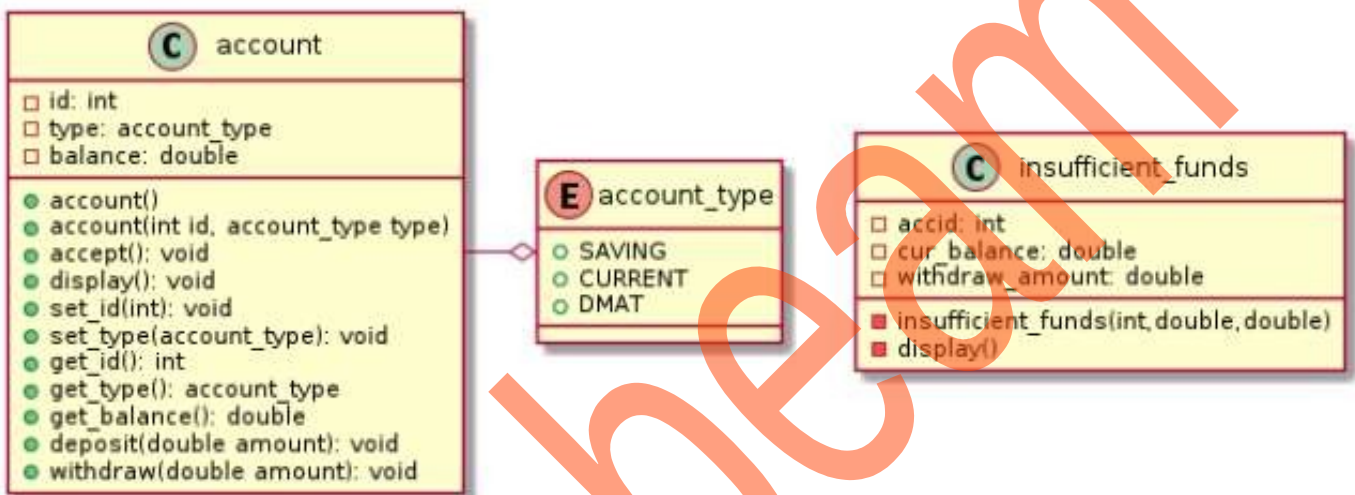 C account
id: int
type: account_type
balance: double
account()
account(int id, account_type type)
accept(): void
display(): void
set_id(int): void
set_type(account_type): void
get_id(): int
get_type(): account_type
get_balance(): double
deposit(double amount): void
withdraw(double amount): void
E account_type
SAVING
CURRENT
DMAT
C insufficient_funds
accid: int
cur_balance: double
withdraw_amount: double
insufficient_funds(int,double,double)
display()
heam